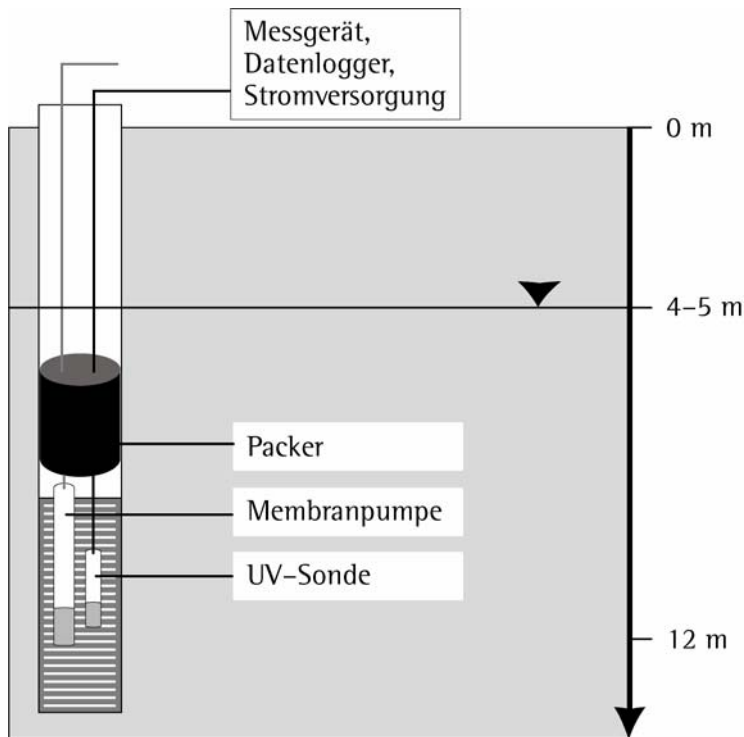 Messgerät,
Datenlogger,
Stromversorgung
0 m
4–5 m
Packer
Membranpumpe
UV–Sonde
12 m